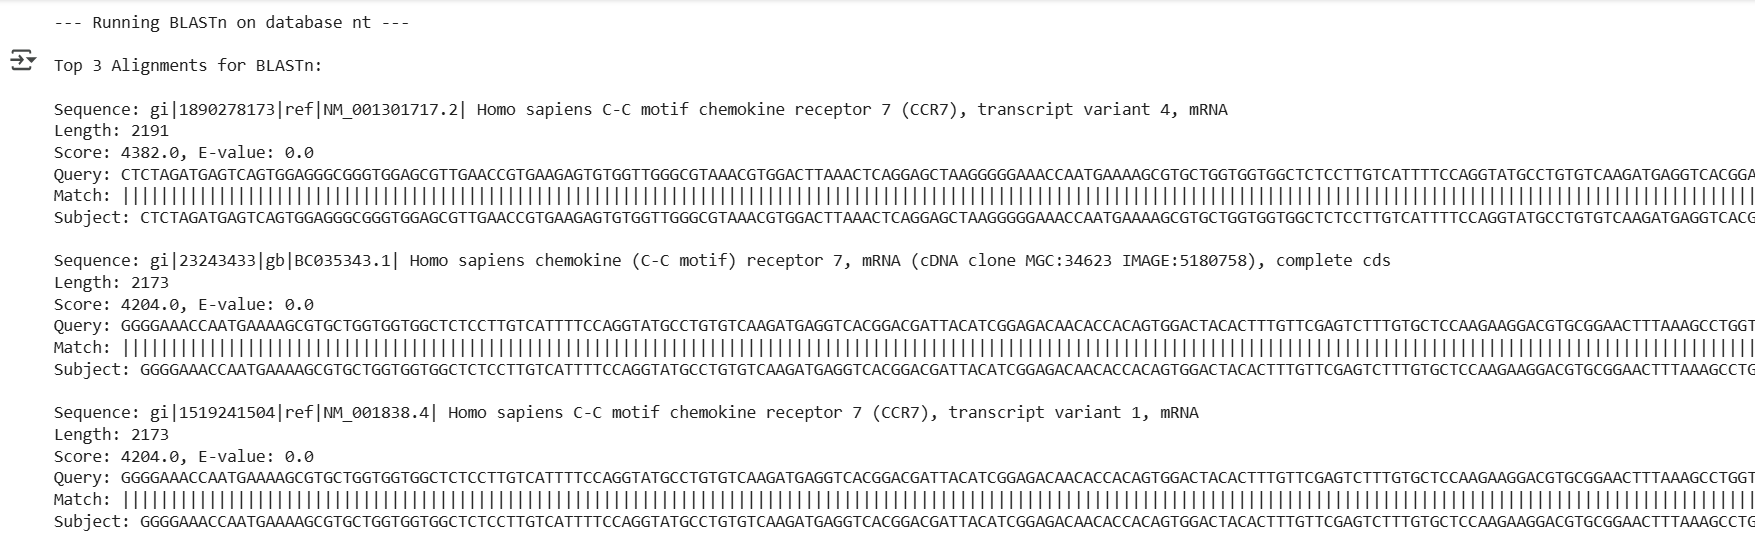 --- Running BLASTn on database nt ---
Top 3 Alignments for BLASTn:
Sequence: gi|1890278173|ref|NM_001301717.2| Homo sapiens C-C motif chemokine receptor 7 (CCR7), transcript variant 4, mRNA
Length: 2191
Score: 4382.0, E-value: 0.0
Query: CTCTAGATGAGTCAGTGGAGGGCGGGTGGAGCGTTGAACCGTGAAGAGTGTGGTTGGGCGTAAACGTGGACTTAAACTCAGGAGCTAAGGGGGAAACCAATGAAAAGCGTGCTGGTGGTGGCTCTCCTTGTCATTTTCCAGGTATGCCTGTGTCAAGATGAGGTCACGGA
Match: ||||||||||||||||||||||||||||||||||||||||||||||||||||||||||||||||||||||||||||||||||||||||||||||||||||||||||||||||||||||||||||||||||||||||||||||||||||||||||||||||||||||||||
Subject: CTCTAGATGAGTCAGTGGAGGGCGGGTGGAGCGTTGAACCGTGAAGAGTGTGGTTGGGCGTAAACGTGGACTTAAACTCAGGAGCTAAGGGGGAAACCAATGAAAAGCGTGCTGGTGGTGGCTCTCCTTGTCATTTTCCAGGTATGCCTGTGTCAAGATGAGGTCACG
Sequence: gi|23243433|gb|BC035343.1| Homo sapiens chemokine (C-C motif) receptor 7, mRNA (cDNA clone MGC:34623 IMAGE:5180758), complete cds
Length: 2173
Score: 4204.0, E-value: 0.0
Query: GGGGAAACCAATGAAAAGCGTGCTGGTGGTGGCTCTCCTTGTCATTTTCCAGGTATGCCTGTGTCAAGATGAGGTCACGGACGATTACATCGGAGACAACACCACAGTGGACTACACTTTGTTCGAGTCTTTGTGCTCCAAGAAGGACGTGCGGAACTTTAAAGCCTGGT
Match: ||||||||||||||||||||||||||||||||||||||||||||||||||||||||||||||||||||||||||||||||||||||||||||||||||||||||||||||||||||||||||||||||||||||||||||||||||||||||||||||||||||||||||
Subject: GGGGAAACCAATGAAAAGCGTGCTGGTGGTGGCTCTCCTTGTCATTTTCCAGGTATGCCTGTGTCAAGATGAGGTCACGGACGATTACATCGGAGACAACACCACAGTGGACTACACTTTGTTCGAGTCTTTGTGCTCCAAGAAGGACGTGCGGAACTTTAAAGCCTG
Sequence: gi|1519241504|ref|NM_001838.4| Homo sapiens C-C motif chemokine receptor 7 (CCR7), transcript variant 1, mRNA
Length: 2173
Score: 4204.0, E-value: 0.0
Query: GGGGAAACCAATGAAAAGCGTGCTGGTGGTGGCTCTCCTTGTCATTTTCCAGGTATGCCTGTGTCAAGATGAGGTCACGGACGATTACATCGGAGACAACACCACAGTGGACTACACTTTGTTCGAGTCTTTGTGCTCCAAGAAGGACGTGCGGAACTTTAAAGCCTGGT
Match: ||||||||||||||||||||||||||||||||||||||||||||||||||||||||||||||||||||||||||||||||||||||||||||||||||||||||||||||||||||||||||||||||||||||||||||||||||||||||||||||||||||||||||
Subject: GGGGAAACCAATGAAAAGCGTGCTGGTGGTGGCTCTCCTTGTCATTTTCCAGGTATGCCTGTGTCAAGATGAGGTCACGGACGATTACATCGGAGACAACACCACAGTGGACTACACTTTGTTCGAGTCTTTGTGCTCCAAGAAGGACGTGCGGAACTTTAAAGCCTG